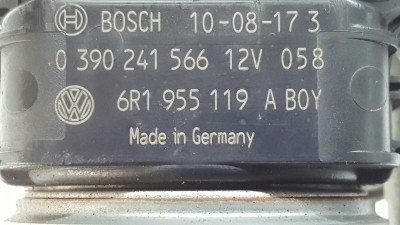 BOSCH 10-08-17 3
0 390 241 566 12V 058
6R1 955 119 A BOY
Made in Germany